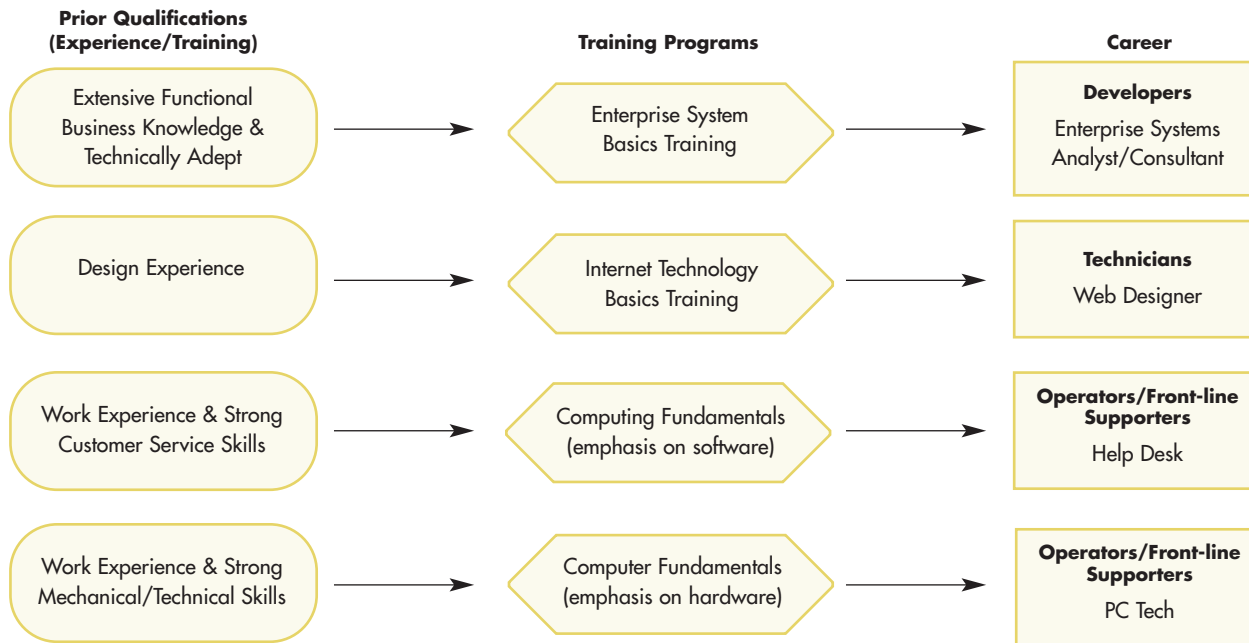 Prior Qualifications
(Experience/Training)
Training Programs
Career
Extensive Functional
Business Knowledge &
Technically Adept
Enterprise System
Basics Training
Developers
Enterprise Systems
Analyst/Consultant
Design Experience
Internet Technology
Basics Training
Technicians
Web Designer
Work Experience & Strong
Customer Service Skills
Computing Fundamentals
(emphasis on software)
Operators/Front-line
Supporters
Help Desk
Work Experience & Strong
Mechanical/Technical Skills
Computer Fundamentals
(emphasis on hardware)
Operators/Front-line
Supporters
PC Tech